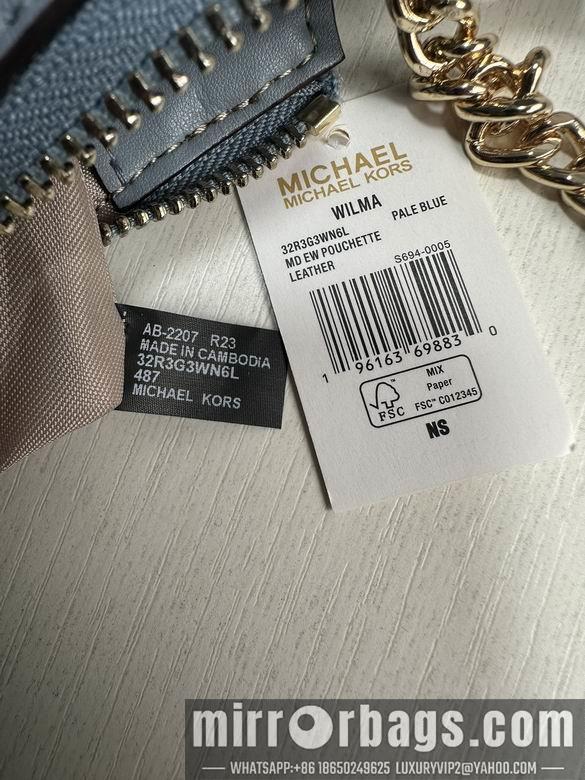 MICHAEL
MICHAEL KORS
WILMA
32R3G3WN6L PALE BLUE
MD EW POUCHETTE
LEATHER
S694-0005
1 96163 69883 0
FSC™
MIX
Paper
FSC™ C012345
NS
AB-2207 R23
MADE IN CAMBODIA
32R3G3WN6L
487
MICHAEL KORS
mirrorbags.com
WHATSAPP:+86 18650249625 LUXURYVIP2@YAHOO.COM